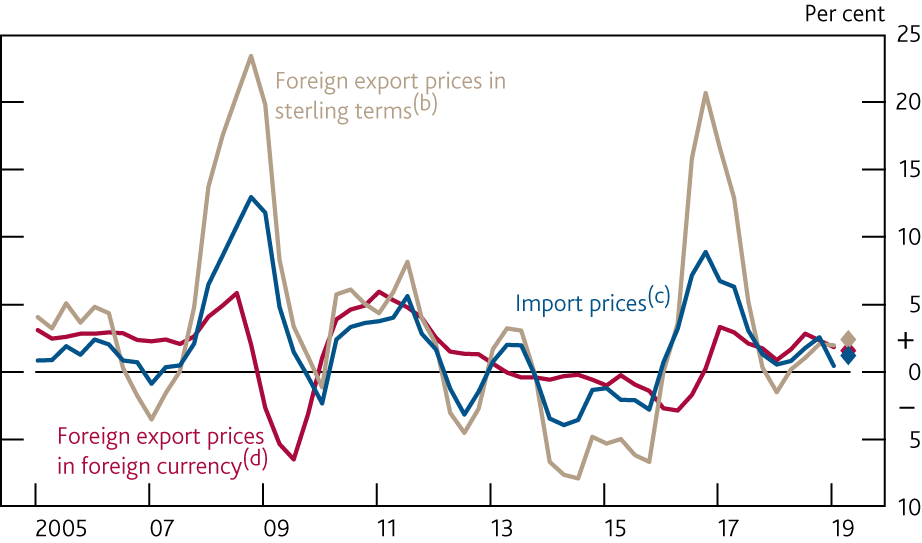 Per cent
25
Foreign export prices in
sterling terms(b)
20
15
10
Import prices(c)
5
+
0
–
Foreign export prices
in foreign currency(d)
5
10
2005 07 09 11 13 15 17 19